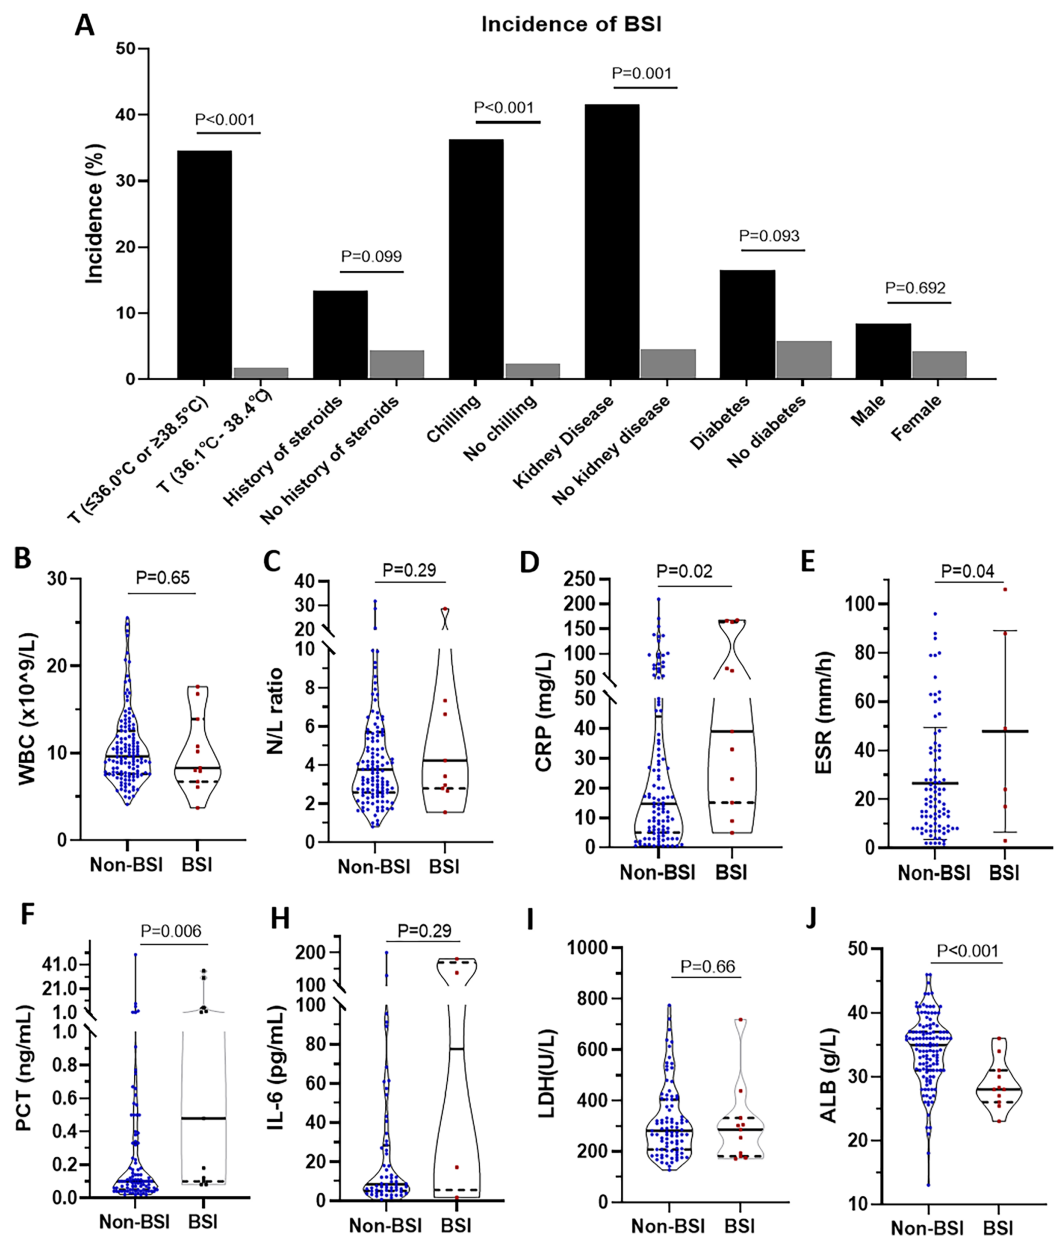 A
Incidence of BSI
Incidence (%)
50
40
30
20
10
0
P<0.001
P=0.099
P<0.001
P=0.001
P=0.093
P=0.692
T (≤36.0°C or ≥38.5°C)
T (36.1°C- 38.4°C)
History of steroids
No history of steroids
Chilling
No chilling
Kidney Disease
No kidney disease
Diabetes
No diabetes
Male
Female
B
WBC (x10^9/L)
30
20
10
0
P=0.65
Non-BSI
BSI
C
N/L ratio
40
30
20
10
8
6
4
2
0
P=0.29
Non-BSI
BSI
D
CRP (mg/L)
250
200
150
100
50
50
40
30
20
10
0
P=0.02
Non-BSI
BSI
E
ESR (mm/h)
100
80
60
40
20
0
P=0.04
Non-BSI
BSI
F
PCT (ng/mL)
41.0
21.0
1.0
1.0
0.8
0.6
0.4
0.2
0.0
P=0.006
Non-BSI
BSI
H
IL-6 (pg/mL)
200
100
100
80
60
40
20
0
P=0.29
Non-BSI
BSI
I
LDH(U/L)
1000
800
600
400
200
0
P=0.66
Non-BSI
BSI
J
ALB (g/L)
50
40
30
20
10
P<0.001
Non-BSI
BSI